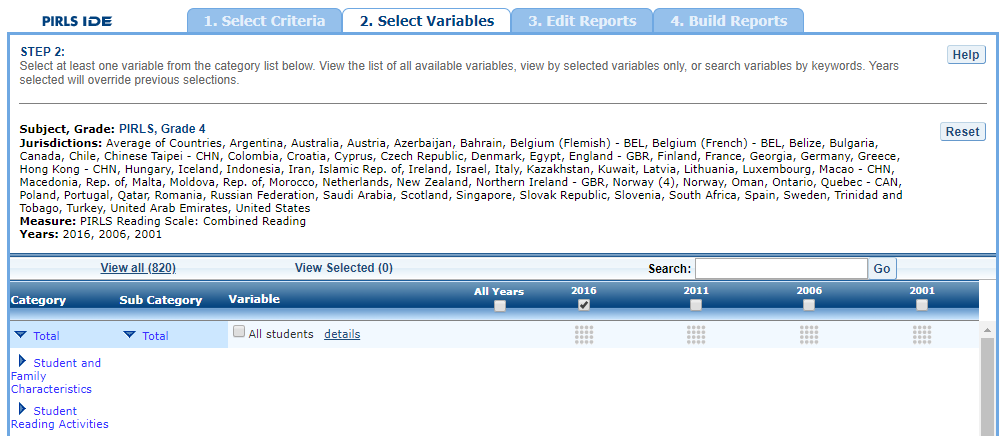 PIRLS IDE
1. Select Criteria
2. Select Variables
3. Edit Reports
4. Build Reports
STEP 2:
Select at least one variable from the category list below. View the list of all available variables, view by selected variables only, or search variables by keywords. Years
selected will override previous selections.
Help
Subject, Grade: PIRLS, Grade 4
Reset
Jurisdictions: Average of Countries, Argentina, Australia, Austria, Azerbaijan, Bahrain, Belgium (Flemish) - BEL, Belgium (French) - BEL, Belize, Bulgaria,
Canada, Chile, Chinese Taipei - CHN, Colombia, Croatia, Cyprus, Czech Republic, Denmark, Egypt, England - GBR, Finland, France, Georgia, Germany, Greece,
Hong Kong - CHN, Hungary, Iceland, Indonesia, Iran, Islamic Rep. of, Ireland, Israel, Italy, Kazakhstan, Kuwait, Latvia, Lithuania, Luxembourg, Macao - CHN,
Macedonia, Rep. of, Malta, Moldova, Rep. of, Morocco, Netherlands, New Zealand, Northern Ireland - GBR, Norway (4), Norway, Oman, Ontario, Quebec - CAN,
Poland, Portugal, Qatar, Romania, Russian Federation, Saudi Arabia, Scotland, Singapore, Slovak Republic, Slovenia, South Africa, Spain, Sweden, Trinidad and
Tobago, Turkey, United Arab Emirates, United States
Measure: PIRLS Reading Scale: Combined Reading
Years: 2016, 2006, 2001
View all (820)
View Selected (0)
Search:
Go
Category
Sub Category
Variable
All Years
2016
2011
2006
2001
Total
Total
All students details
Student and
Family
Characteristics
Student
Reading Activities